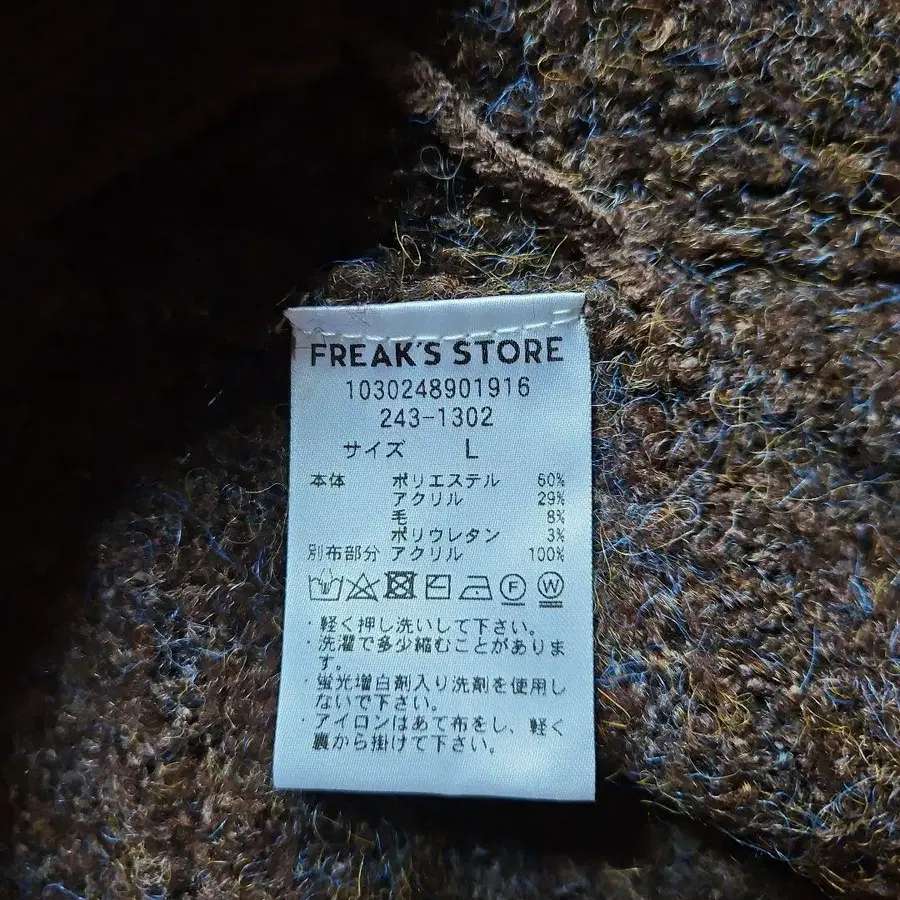 FREAK'S STORE
1030248901916
243-1302
サイズ L
本体 ポリエステル 60%
アクリル 29%
毛 8%
ポリウレタン 3%
別布部分 アクリル 100%
F W
・軽く押し洗いして下さい。
・洗濯で多少縮むことがありま
す。
・蛍光増白剤入り洗剤を使用し
ないで下さい。
・アイロンはあて布をし、軽く
裏から掛けて下さい。